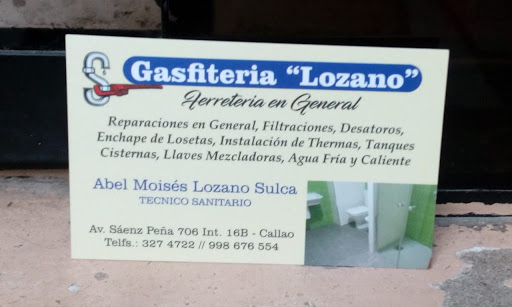 Gasfiteria "Lozano"
Ferreteria en General
Reparaciones en General, Filtraciones, Desatoros,
Enchape de Losetas, Instalación de Thermas, Tanques
Cisternas, Llaves Mezcladoras, Agua Fría y Caliente
Abel Moisés Lozano Sulca
TECNICO SANITARIO
Av. Sáenz Peña 706 Int. 16B - Callao
Telfs.: 327 4722 // 998 676 554